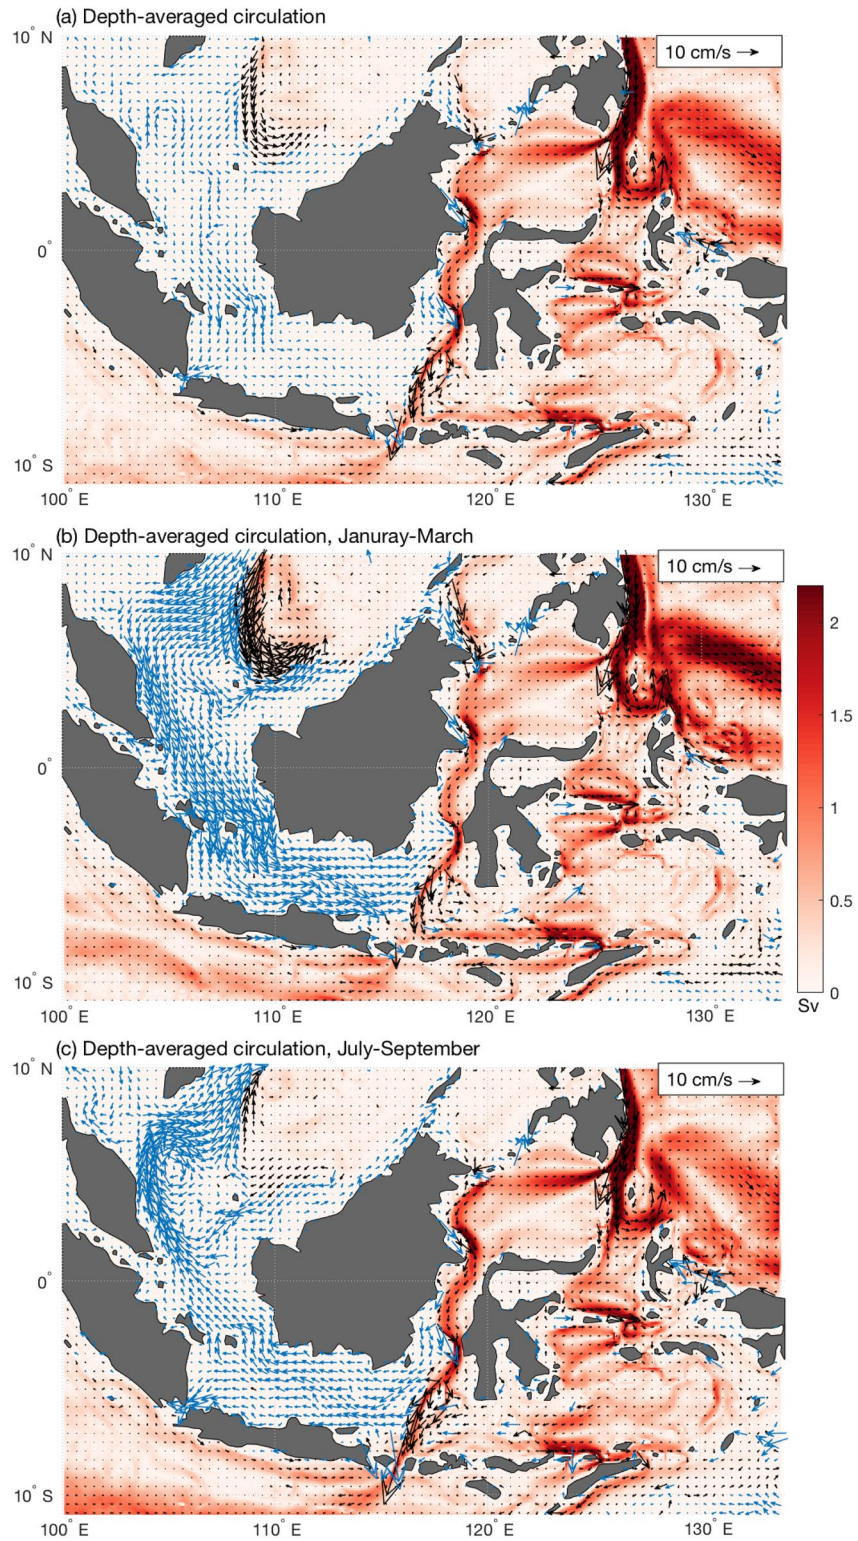 (a) Depth-averaged circulation
10° N
10 cm/s
0°
10° S
100° E
110° E
120° E
130° E
(b) Depth-averaged circulation, Januray-March
10° N
10 cm/s
0°
10° S
100° E
110° E
120° E
130° E
2
1.5
1
0.5
0
Sv
(c) Depth-averaged circulation, July-September
10° N
10 cm/s
0°
10° S
100° E
110° E
120° E
130° E